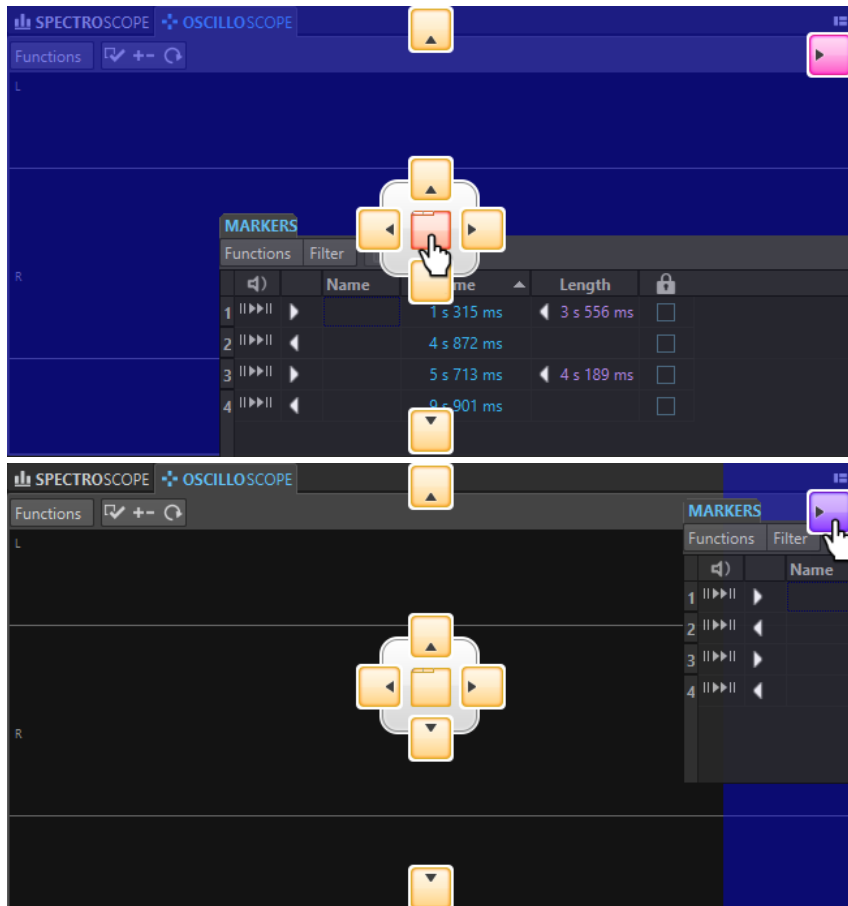 SPECTROSCOPE OSCILLOSCOPE
Functions
L
MARKERS
Functions Filter
R
Name me Length
1 1 s 315 ms 3 s 556 ms
2 4 s 872 ms
3 5 s 713 ms 4 s 189 ms
4 9 s 901 ms
SPECTROSCOPE OSCILLOSCOPE
Functions
MARKERS
L
Functions Filter
Name
1
2
3
4
R